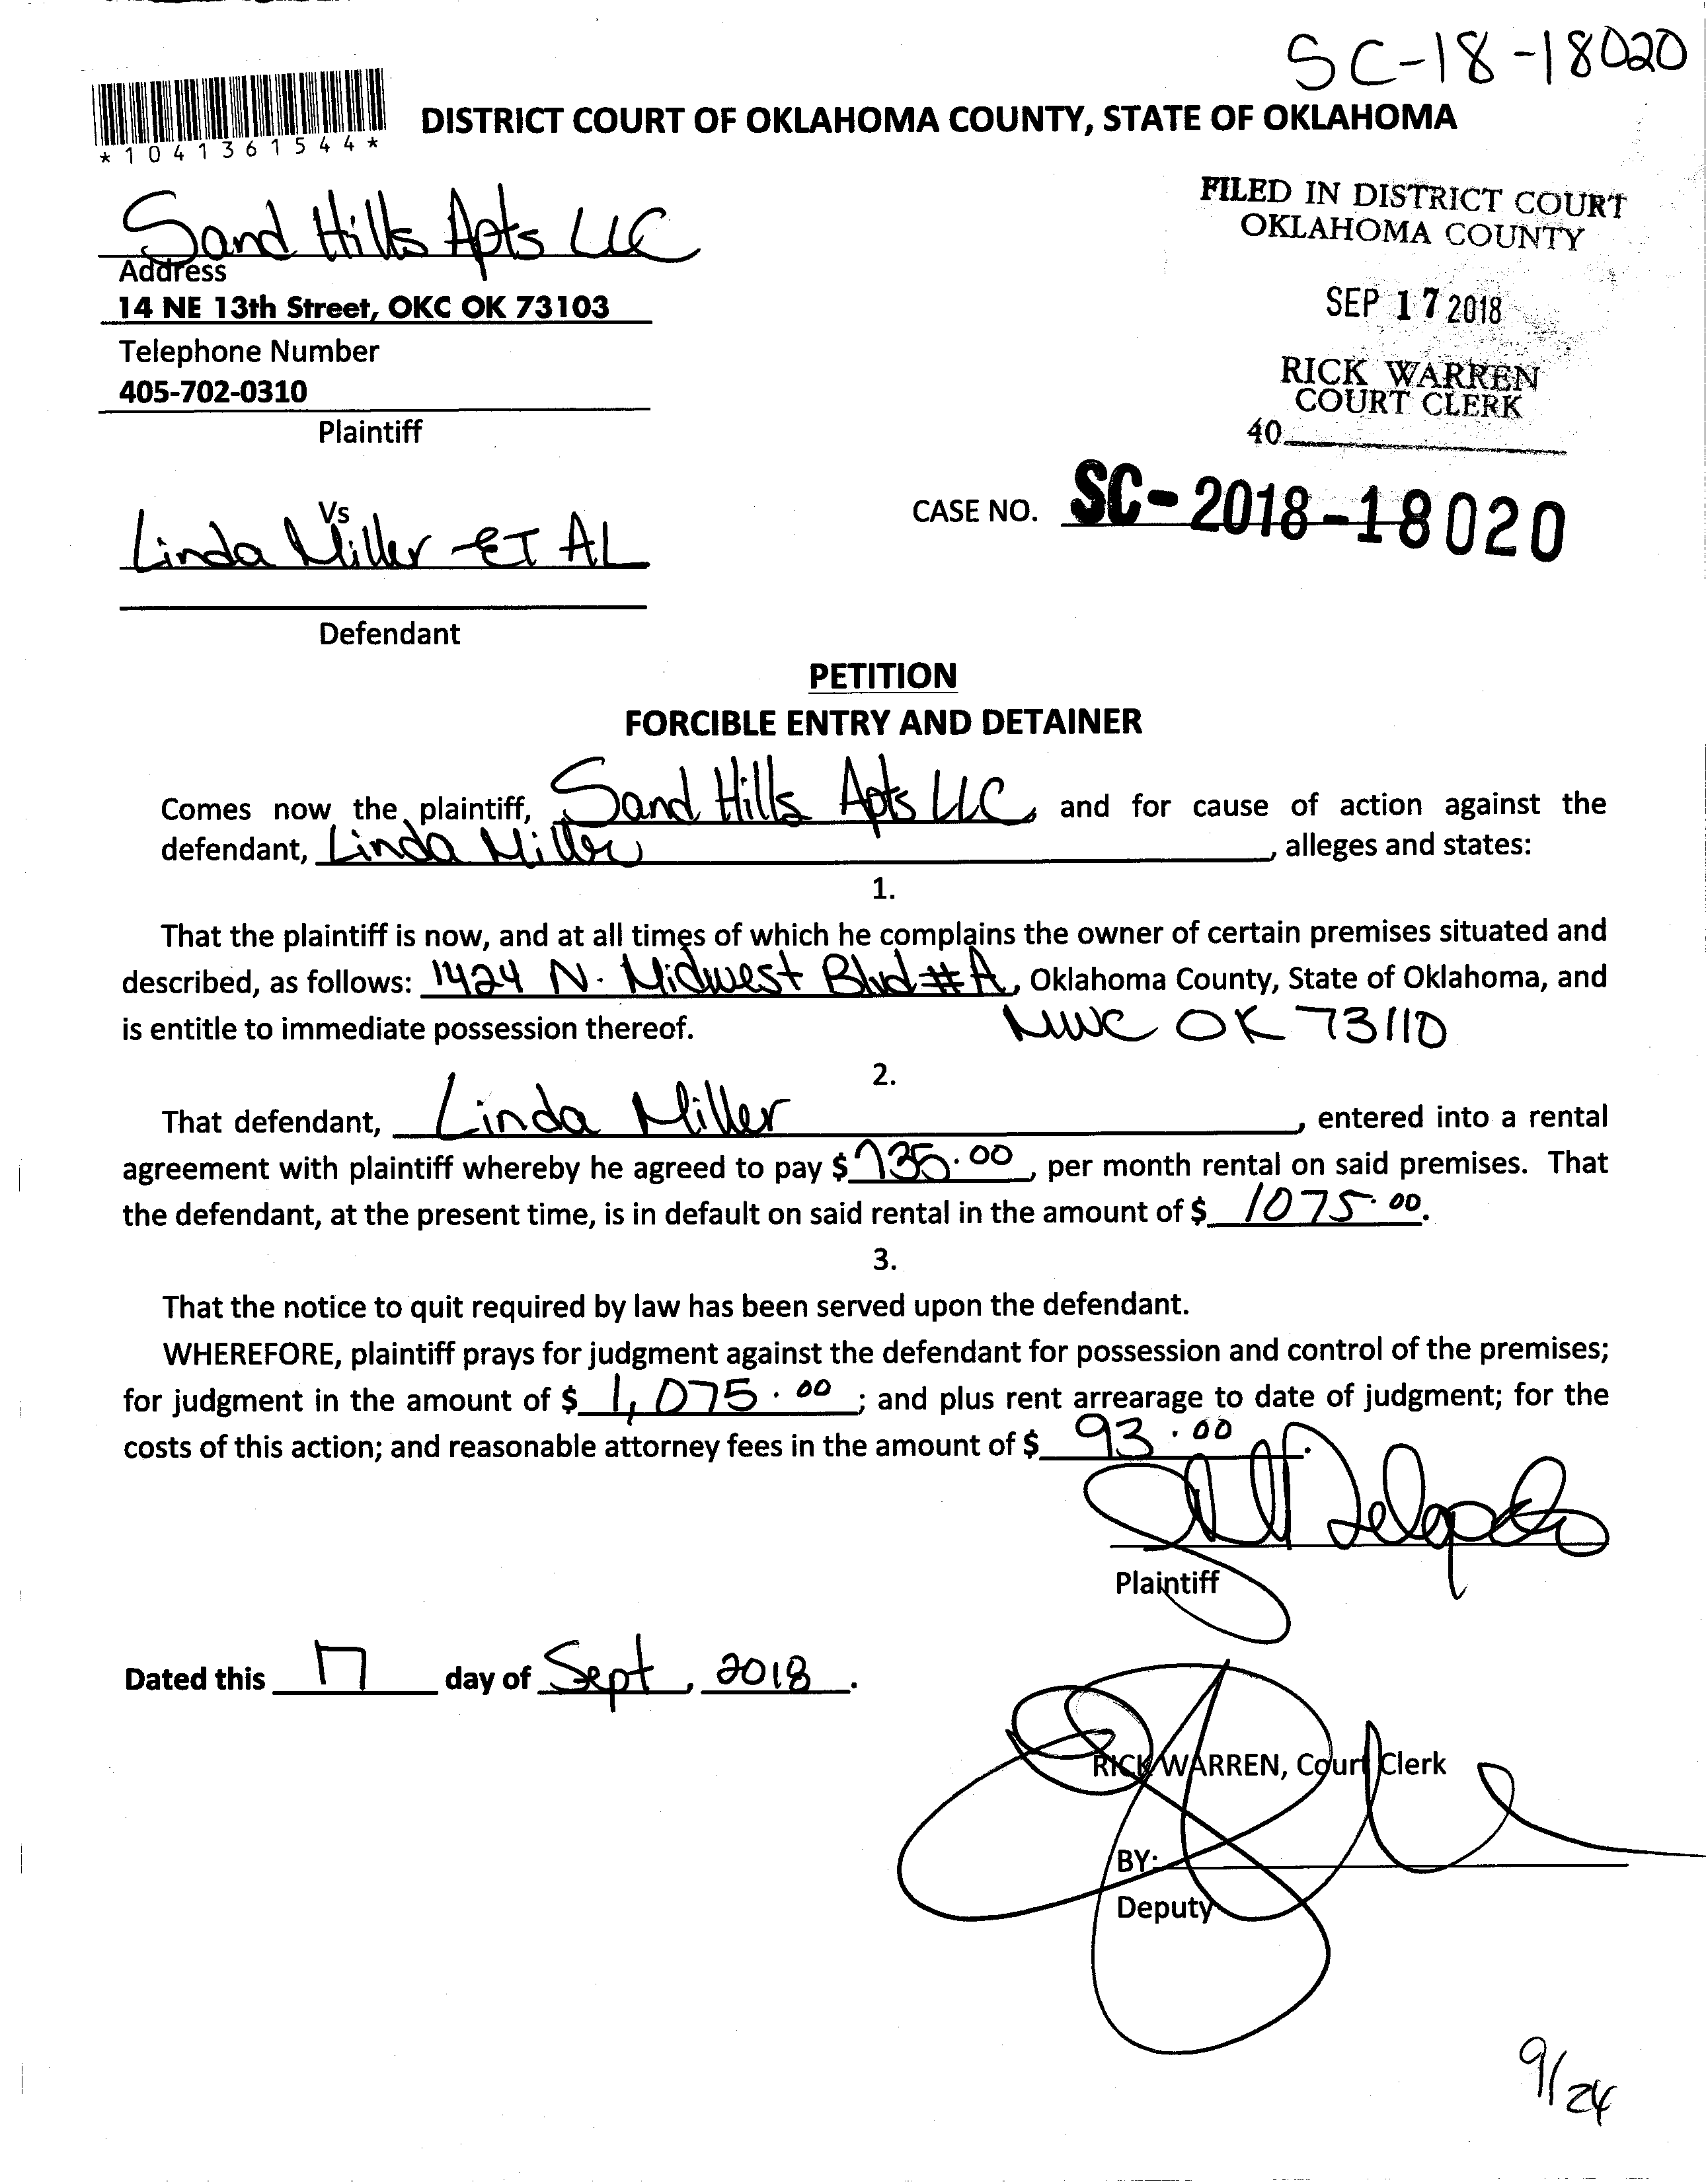 SC-18-18020
*1041361544*
DISTRICT COURT OF OKLAHOMA COUNTY, STATE OF OKLAHOMA
Sand Hills Apts LLC
Address
14 NE 13th Street, OKC OK 73103
Telephone Number
405-702-0310
Plaintiff
FILED IN DISTRICT COURT
OKLAHOMA COUNTY
SEP 17 2018
RICK WARREN
COURT CLERK
40
Vs
Linda Miller ET AL
CASE NO. SC-2018-18020
Defendant
PETITION
FORCIBLE ENTRY AND DETAINER
Comes now the plaintiff, Sand Hills Apts LLC, and for cause of action against the
defendant, Linda Miller, alleges and states:
1.
That the plaintiff is now, and at all times of which he complains the owner of certain premises situated and
described, as follows: 1424 N. Midwest Blvd #A, Oklahoma County, State of Oklahoma, and
is entitle to immediate possession thereof. MWC OK 73110
2.
That defendant, Linda Miller, entered into a rental
agreement with plaintiff whereby he agreed to pay $735.00, per month rental on said premises. That
the defendant, at the present time, is in default on said rental in the amount of $ 1075.00.
3.
That the notice to quit required by law has been served upon the defendant.
WHEREFORE, plaintiff prays for judgment against the defendant for possession and control of the premises;
for judgment in the amount of $ 1,075.00; and plus rent arrearage to date of judgment; for the
costs of this action; and reasonable attorney fees in the amount of $ 93.00.
Delgado
Plaintiff
Dated this 17 day of Sept, 2018.
RICK WARREN, Court Clerk
BY:
Deputy
9/24